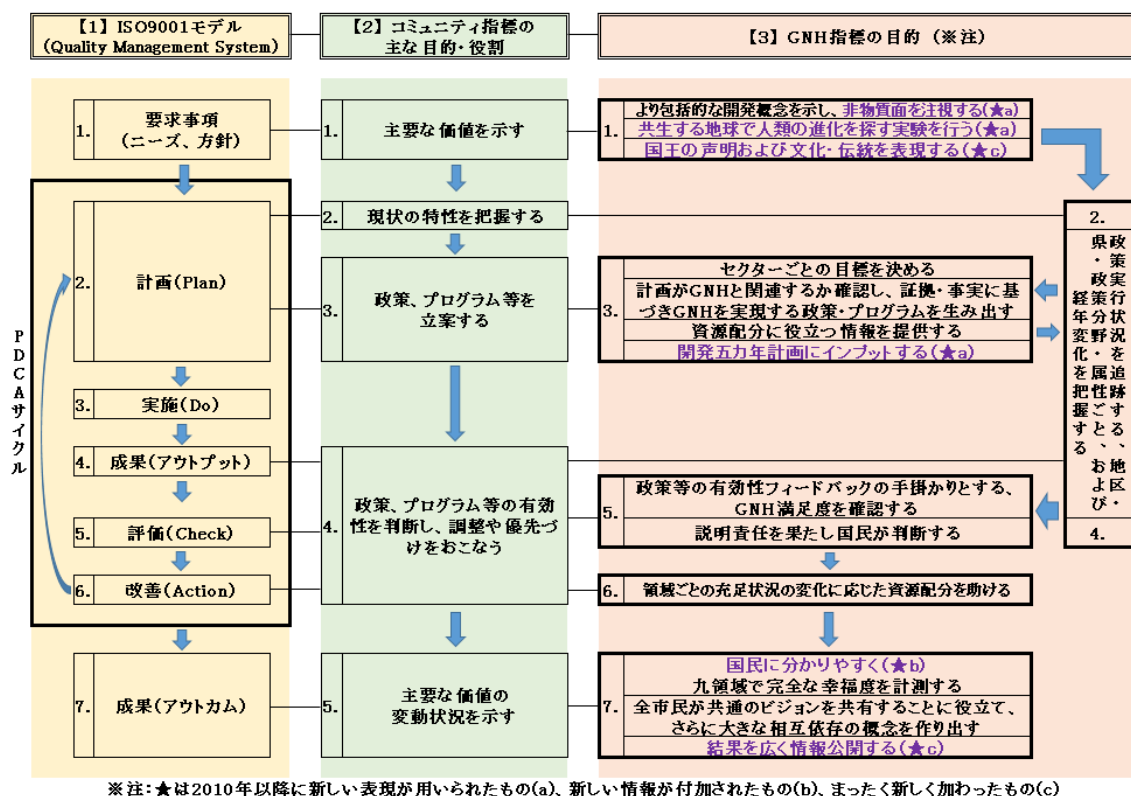 【1】ISO9001モデル
(Quality Management System)
【2】コミュニティ指標の
主な目的・役割
【3】GNH指標の目的 (※注)
1.
要求事項
(ニーズ、方針)
PDCAサイクル
2.
計画(Plan)
3.
実施(Do)
4.
成果(アウトプット)
5.
評価(Check)
6.
改善(Action)
7.
成果(アウトカム)
1.
主要な価値を示す
2.
現状の特性を把握する
3.
政策、プログラム等を
立案する
4.
政策、プログラム等の有効
性を判断し、調整や優先づ
けをおこなう
5.
主要な価値の
変動状況を示す
1.
より包括的な開発概念を示し、非物質面を注視する(★a)
共生する地球で人類の進化を探す実験を行う(★a)
国王の声明および文化・伝統を表現する(★c)
2.
政策実行状況を追跡する、地区・
県・政策分野・属性ごと、および
経年変化を把握する
4.
3.
セクターごとの目標を決める
計画がGNHと関連するか確認し、証拠・事実に基
づきGNHを実現する政策・プログラムを生み出す
資源配分に役立つ情報を提供する
開発五カ年計画にインプットする(★a)
5.
政策等の有効性フィードバックの手掛かりとする、
GNH満足度を確認する
説明責任を果たし国民が判断する
6.
領域ごとの充足状況の変化に応じた資源配分を助ける
7.
国民に分かりやすく(★b)
九領域で完全な幸福度を計測する
全市民が共通のビジョンを共有することに役立て、
さらに大きな相互依存の概念を作り出す
結果を広く情報公開する(★c)
※注:★は2010年以降に新しい表現が用いられたもの(a)、新しい情報が付加されたもの(b)、まったく新しく加わったもの(c)